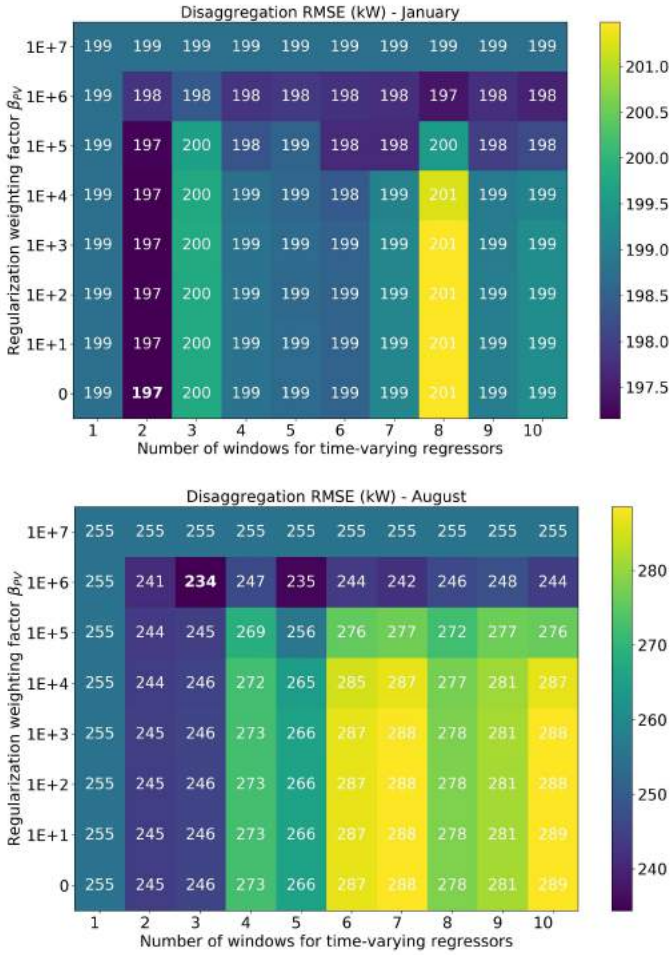 Disaggregation RMSE (kW) - January
Regularization weighting factor β_PV
1E+7 199 199 199 199 199 199 199 199 199 199
1E+6 199 198 198 198 198 198 198 197 198 198
1E+5 199 197 200 198 199 198 198 200 198 198
1E+4 199 197 200 199 199 198 199 201 199 199
1E+3 199 197 200 199 199 199 199 201 199 199
1E+2 199 197 200 199 199 199 199 201 199 199
1E+1 199 197 200 199 199 199 199 201 199 199
0 199 197 200 199 199 199 199 201 199 199
1 2 3 4 5 6 7 8 9 10
Number of windows for time-varying regressors
201.0
200.5
200.0
199.5
199.0
198.5
198.0
197.5
Disaggregation RMSE (kW) - August
Regularization weighting factor β_PV
1E+7 255 255 255 255 255 255 255 255 255 255
1E+6 255 241 234 247 235 244 242 246 248 244
1E+5 255 244 245 269 256 276 277 272 277 276
1E+4 255 244 246 272 265 285 287 277 281 287
1E+3 255 245 246 273 266 287 288 278 281 288
1E+2 255 245 246 273 266 287 288 278 281 288
1E+1 255 245 246 273 266 287 288 278 281 289
0 255 245 246 273 266 287 288 278 281 289
1 2 3 4 5 6 7 8 9 10
Number of windows for time-varying regressors
280
270
260
250
240